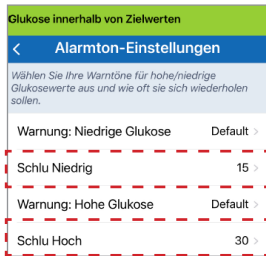 Glukose innerhalb von Zielwerten
Alarmton-Einstellungen
Wählen Sie Ihre Warntöne für hohe/niedrige
Glukosewerte aus und wie oft sie sich wiederholen
sollen.
Warnung: Niedrige Glukose Default >
Schlu Niedrig 15 >
Warnung: Hohe Glukose Default >
Schlu Hoch 30 >